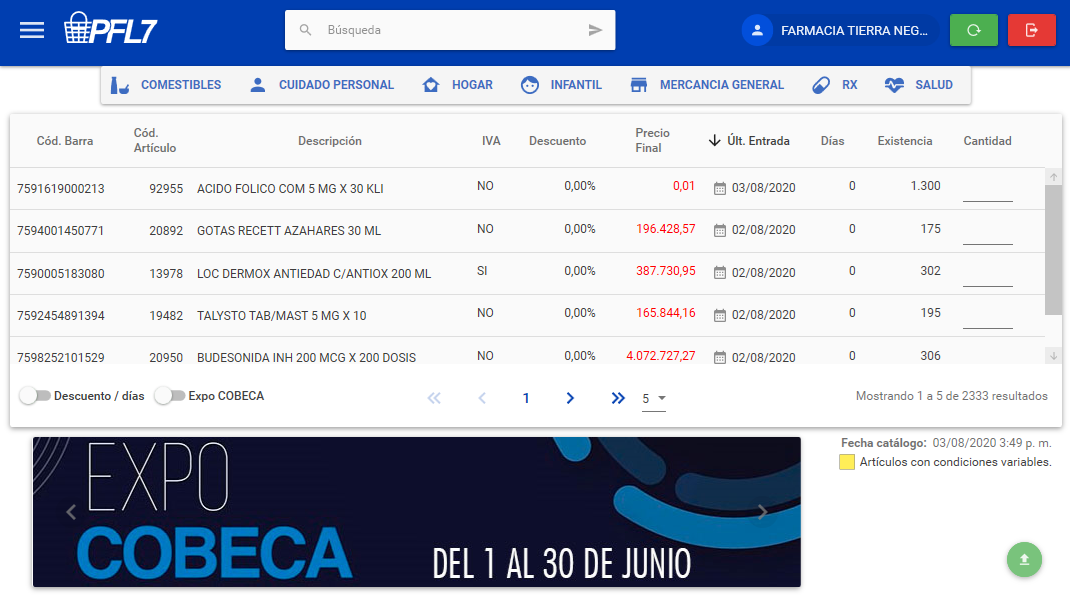 PFL7
Búsqueda
FARMACIA TIERRA NEG...
COMESTIBLES CUIDADO PERSONAL HOGAR INFANTIL MERCANCIA GENERAL RX SALUD
Cód. Barra Cód. Artículo Descripción IVA Descuento Precio Final Últ. Entrada Días Existencia Cantidad
7591619000213 92955 ACIDO FOLICO COM 5 MG X 30 KLI NO 0,00% 0,01 03/08/2020 0 1.300
7594001450771 20892 GOTAS RECETT AZAHARES 30 ML NO 0,00% 196.428,57 02/08/2020 0 175
7590005183080 13978 LOC DERMOX ANTIEDAD C/ANTIOX 200 ML SI 0,00% 387.730,95 02/08/2020 0 302
7592454891394 19482 TALYSTO TAB/MAST 5 MG X 10 NO 0,00% 165.844,16 02/08/2020 0 195
7598252101529 20950 BUDESONIDA INH 200 MCG X 200 DOSIS NO 0,00% 4.072.727,27 02/08/2020 0 306
Descuento / días Expo COBECA 1 5 Mostrando 1 a 5 de 2333 resultados
EXPO
COBECA
DEL 1 AL 30 DE JUNIO
Fecha catálogo: 03/08/2020 3:49 p. m.
Artículos con condiciones variables.